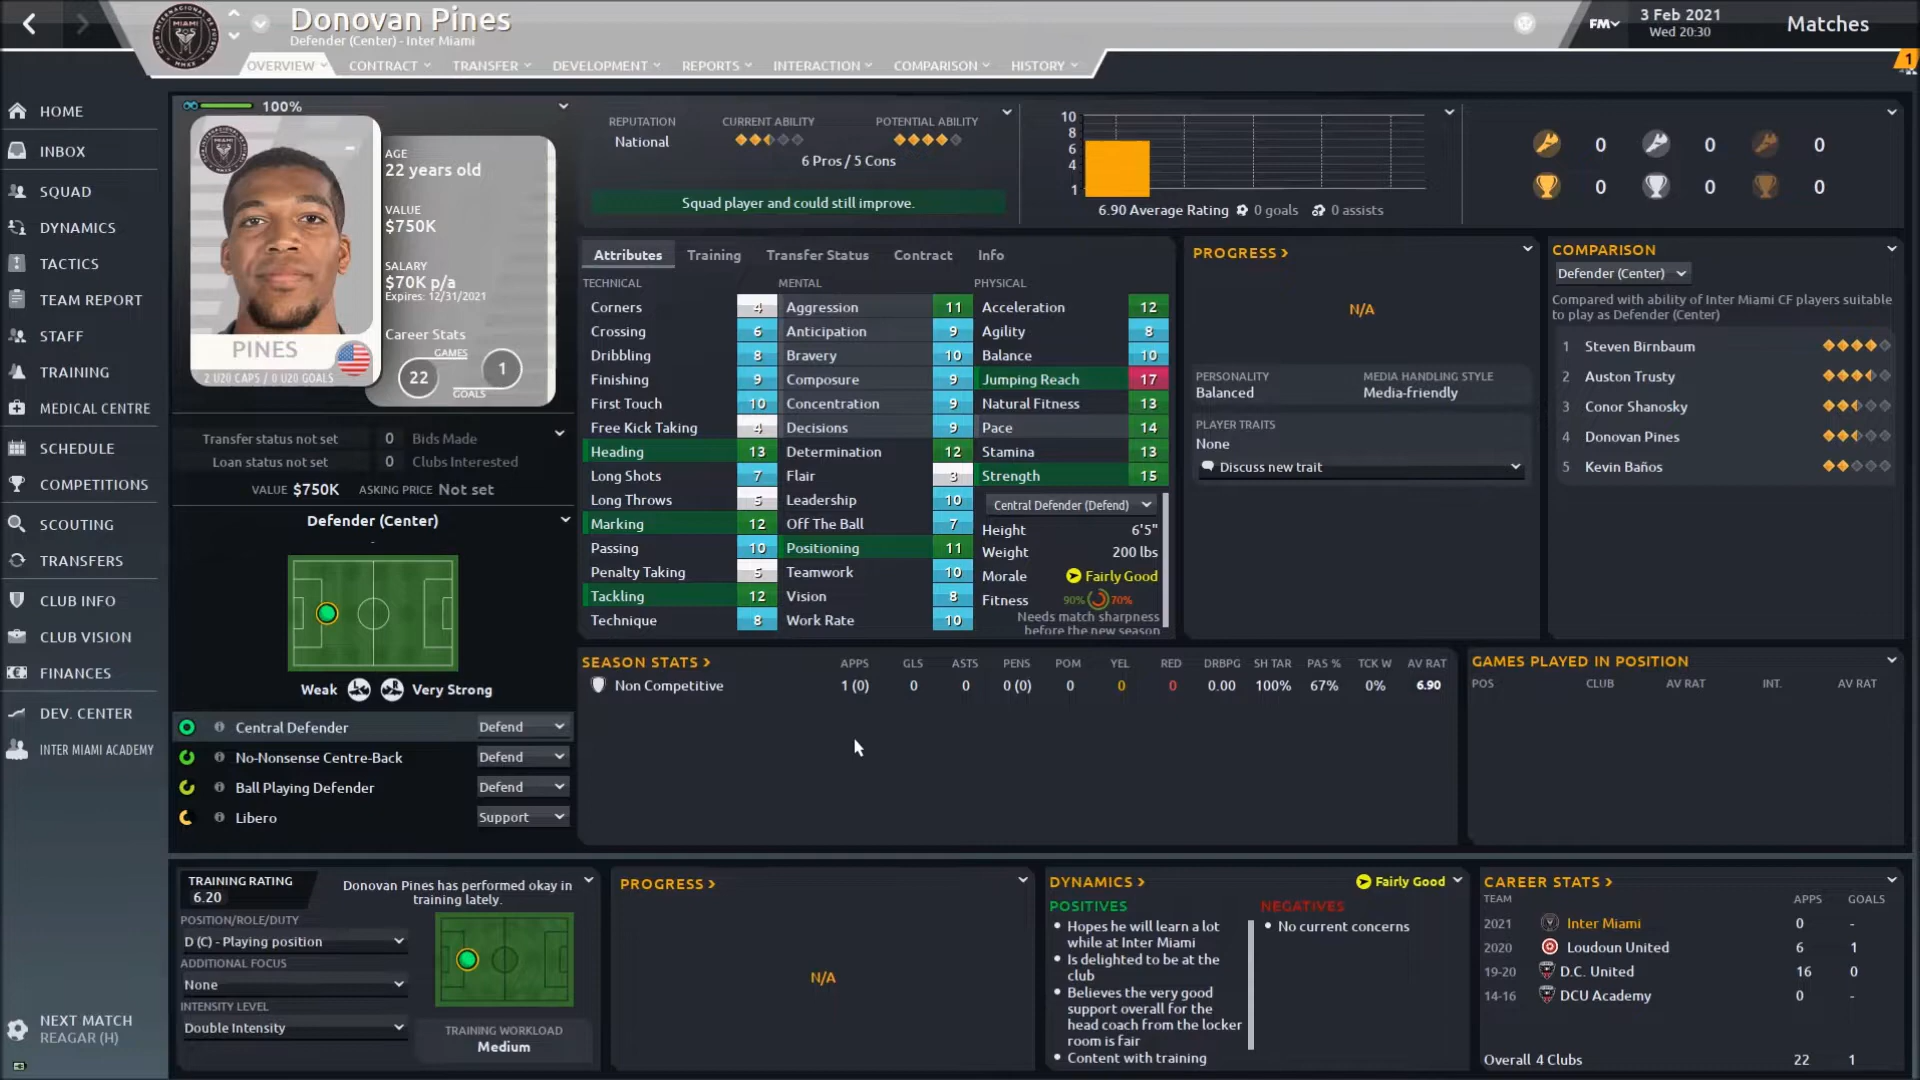 Donovan Pines
Defender (Center) - Inter Miami
FM
3 Feb 2021
Wed 20:30
Matches
1
OVERVIEW
CONTRACT
TRANSFER
DEVELOPMENT
REPORTS
INTERACTION
COMPARISON
HISTORY
HOME
INBOX
SQUAD
DYNAMICS
TACTICS
TEAM REPORT
STAFF
TRAINING
MEDICAL CENTRE
SCHEDULE
COMPETITIONS
SCOUTING
TRANSFERS
CLUB INFO
CLUB VISION
FINANCES
DEV. CENTER
INTER MIAMI ACADEMY
NEXT MATCH
REAGAR (H)
100%
PINES
2 U20 CAPS / 0 U20 GOALS
AGE
22 years old
VALUE
$750K
SALARY
$70K p/a
Expires: 12/31/2021
Career Stats
GAMES
22
1
GOALS
Transfer status not set 0 Bids Made
Loan status not set 0 Clubs Interested
VALUE $750K ASKING PRICE Not set
Defender (Center)
-
Weak Very Strong
Central Defender Defend
No-Nonsense Centre-Back Defend
Ball Playing Defender Defend
Libero Support
REPUTATION CURRENT ABILITY POTENTIAL ABILITY
National
6 Pros / 5 Cons
Squad player and could still improve.
10
8
6
4
1
6.90 Average Rating 0 goals 0 assists
0 0 0
0 0 0
Attributes Training Transfer Status Contract Info
TECHNICAL MENTAL PHYSICAL
Corners 4 Aggression 11 Acceleration 12
Crossing 6 Anticipation 9 Agility 8
Dribbling 8 Bravery 10 Balance 10
Finishing 9 Composure 9 Jumping Reach 17
First Touch 10 Concentration 9 Natural Fitness 13
Free Kick Taking 4 Decisions 9 Pace 14
Heading 13 Determination 12 Stamina 13
Long Shots 7 Flair 3 Strength 15
Long Throws 5 Leadership 10 Central Defender (Defend)
Marking 12 Off The Ball 7 Height 6'5"
Passing 10 Positioning 11 Weight 200 lbs
Penalty Taking 5 Teamwork 10 Morale Fairly Good
Tackling 12 Vision 8 Fitness 90% 70%
Technique 8 Work Rate 10 Needs match sharpness
before the new season
PROGRESS >
N/A
PERSONALITY MEDIA HANDLING STYLE
Balanced Media-friendly
PLAYER TRAITS
None
Discuss new trait
COMPARISON
Defender (Center)
Compared with ability of Inter Miami CF players suitable
to play as Defender (Center)
1 Steven Birnbaum
2 Auston Trusty
3 Conor Shanosky
4 Donovan Pines
5 Kevin Baños
SEASON STATS > APPS GLS ASTS PENS POM YEL RED DRBPG SH TAR PAS % TCK W AV RAT
Non Competitive 1 (0) 0 0 0 (0) 0 0 0 0.00 100% 67% 0% 6.90
GAMES PLAYED IN POSITION
POS CLUB AV RAT INT. AV RAT
TRAINING RATING
6.20
Donovan Pines has performed okay in
training lately.
POSITION/ROLE/DUTY
D (C) - Playing position
ADDITIONAL FOCUS
None
INTENSITY LEVEL
Double Intensity
TRAINING WORKLOAD
Medium
PROGRESS >
N/A
DYNAMICS > Fairly Good
POSITIVES
• Hopes he will learn a lot
while at Inter Miami
• Is delighted to be at the
club
• Believes the very good
support overall for the
head coach from the locker
room is fair
• Content with training
NEGATIVES
• No current concerns
CAREER STATS >
TEAM APPS GOALS
2021 Inter Miami 0 -
2020 Loudoun United 6 1
19-20 D.C. United 16 0
14-16 DCU Academy 0 -
Overall 4 Clubs 22 1